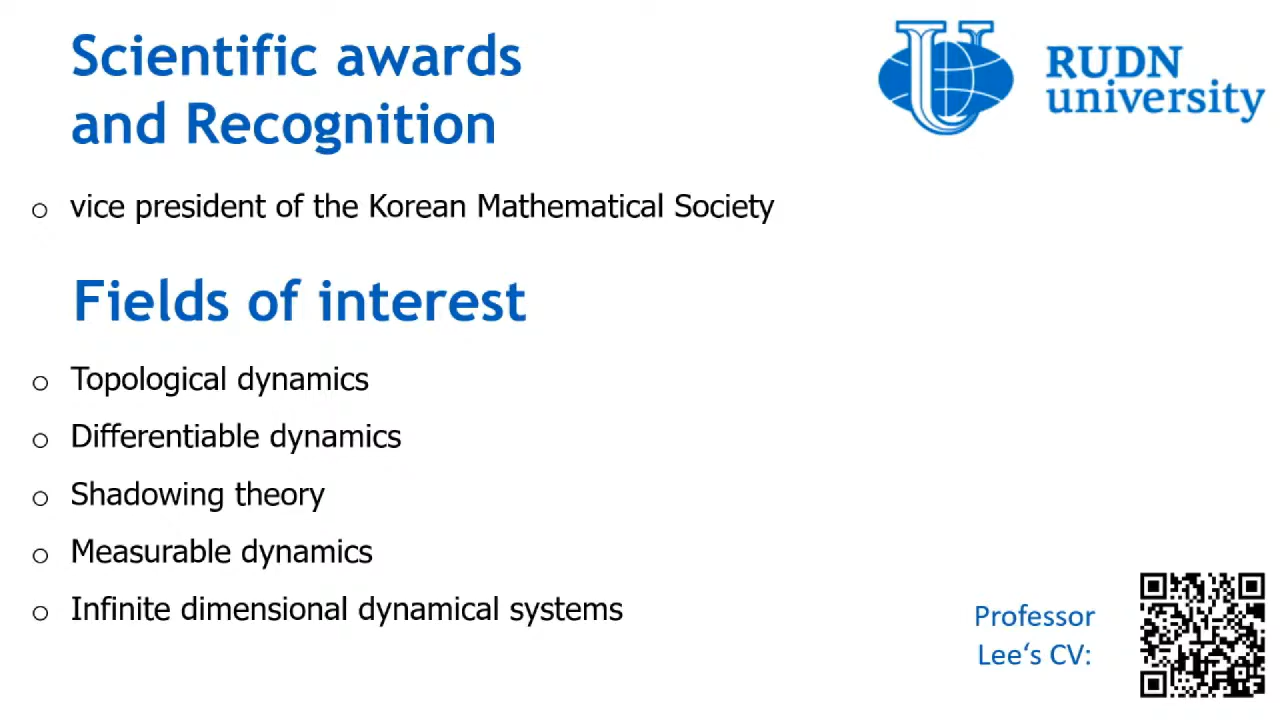 Scientific awards
and Recognition
RUDN
university
o vice president of the Korean Mathematical Society
Fields of interest
o Topological dynamics
o Differentiable dynamics
o Shadowing theory
o Measurable dynamics
o Infinite dimensional dynamical systems
Professor
Lee‘s CV: